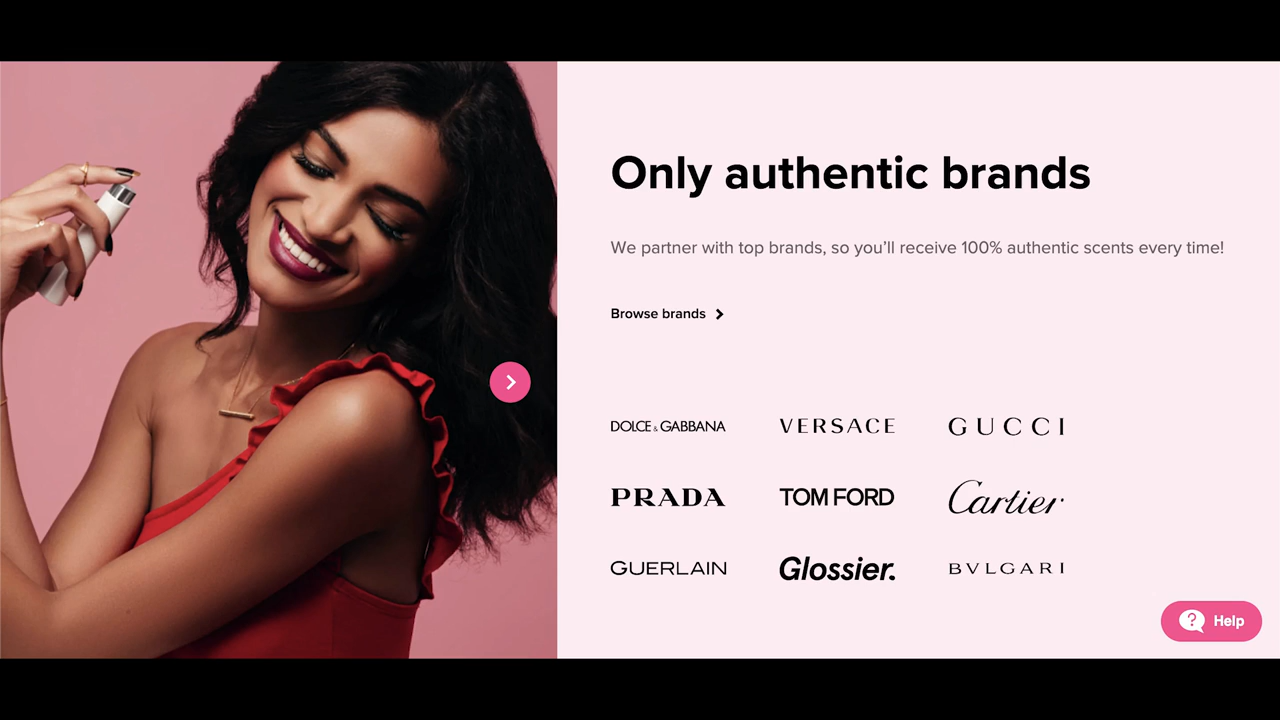 Only authentic brands
We partner with top brands, so you’ll receive 100% authentic scents every time!
Browse brands
DOLCE & GABBANA VERSACE GUCCI
PRADA TOM FORD Cartier
GUERLAIN Glossier. BVLGARI
? Help